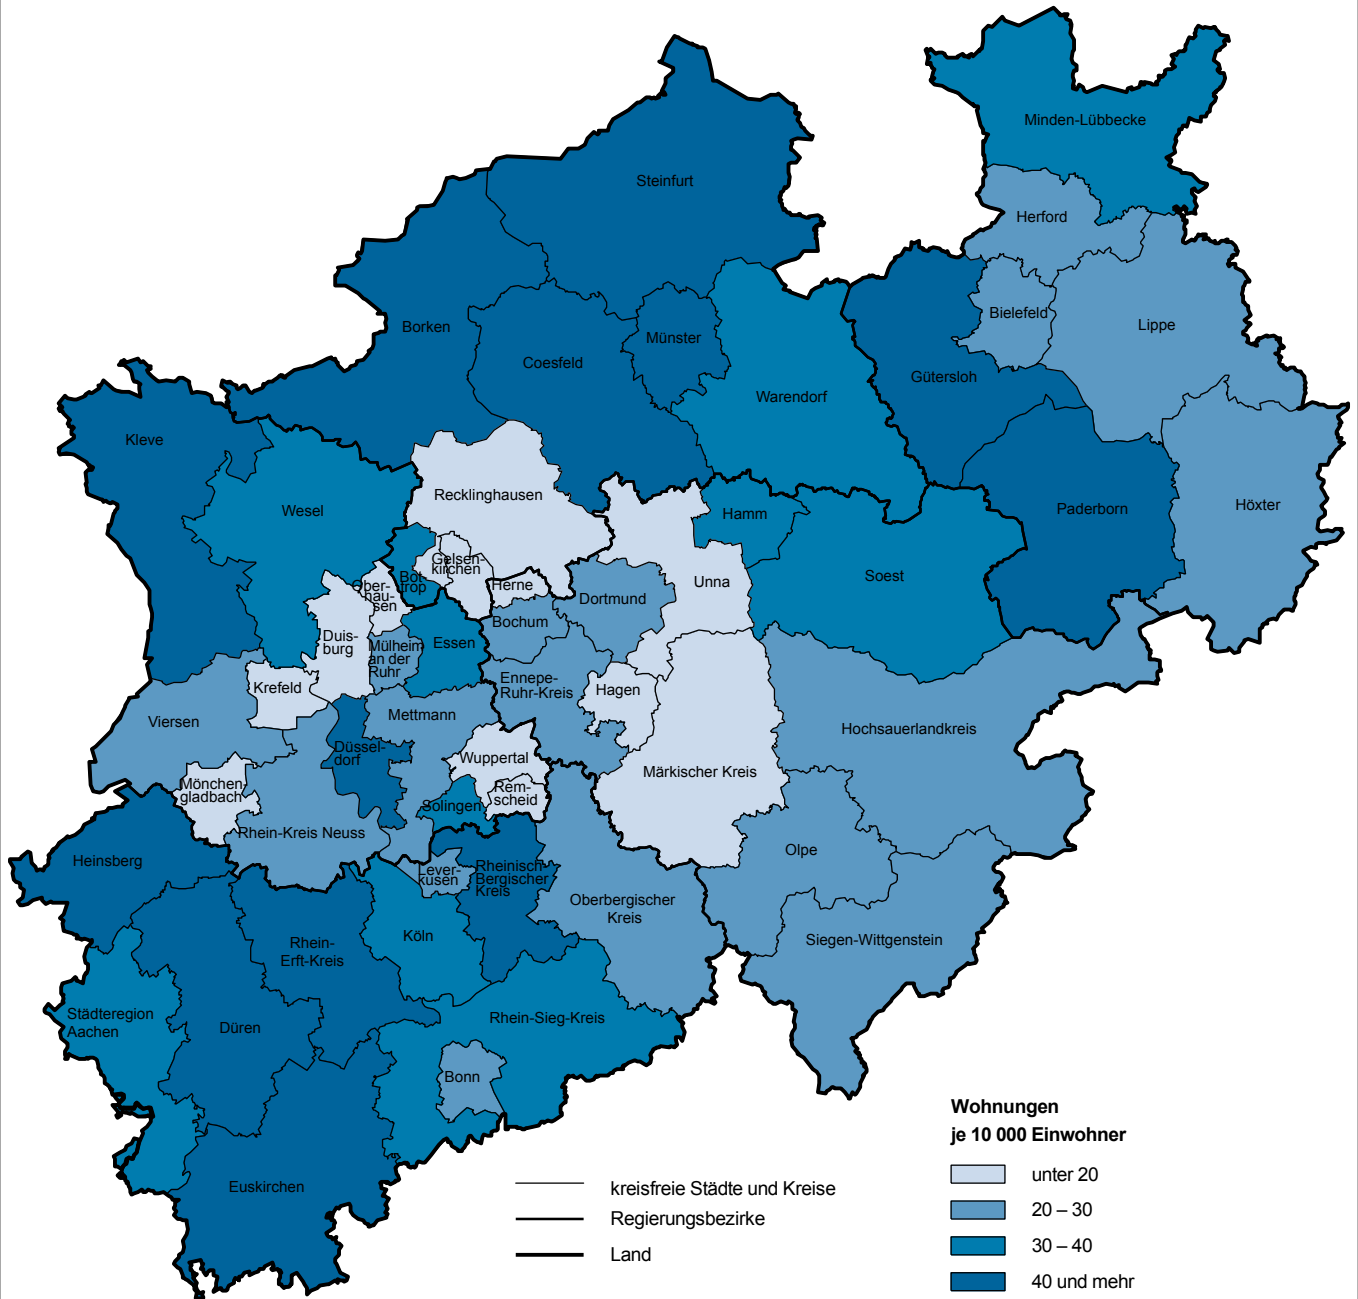 Minden-Lübbecke
Steinfurt
Herford
Borken
Coesfeld
Münster
Bielefeld
Lippe
Gütersloh
Warendorf
Kleve
Wesel
Recklinghausen
Hamm
Paderborn
Höxter
Gelsen-
kirchen
Bot-
trop
Ober-
hau-
sen
Herne
Dortmund
Unna
Soest
Duis-
burg
Mülheim
an der
Ruhr
Essen
Bochum
Krefeld
Ennepe-
Ruhr-Kreis
Hagen
Viersen
Mettmann
Hochsauerlandkreis
Düssel-
dorf
Wuppertal
Märkischer Kreis
Mönchen-
gladbach
Rem-
scheid
Solingen
Rhein-Kreis Neuss
Heinsberg
Lever-
kusen
Rheinisch-
Bergischer
Kreis
Olpe
Oberbergischer
Kreis
Köln
Rhein-
Erft-Kreis
Siegen-Wittgenstein
Städteregion
Aachen
Düren
Rhein-Sieg-Kreis
Bonn
Euskirchen
kreisfreie Städte und Kreise
Regierungsbezirke
Land
Wohnungen
je 10 000 Einwohner
unter 20
20 – 30
30 – 40
40 und mehr